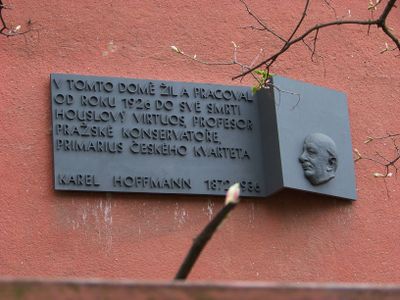 V TOMTO DOMĚ ŽIL A PRACOVAL
OD ROKU 1926 DO SVÉ SMRTI
HOUSLOVÝ VIRTUOS, PROFESOR
PRAŽSKÉ KONSERVATOŘE,
PRIMARIUS ČESKÉHO KVARTETA
KAREL HOFFMANN 1872-1936